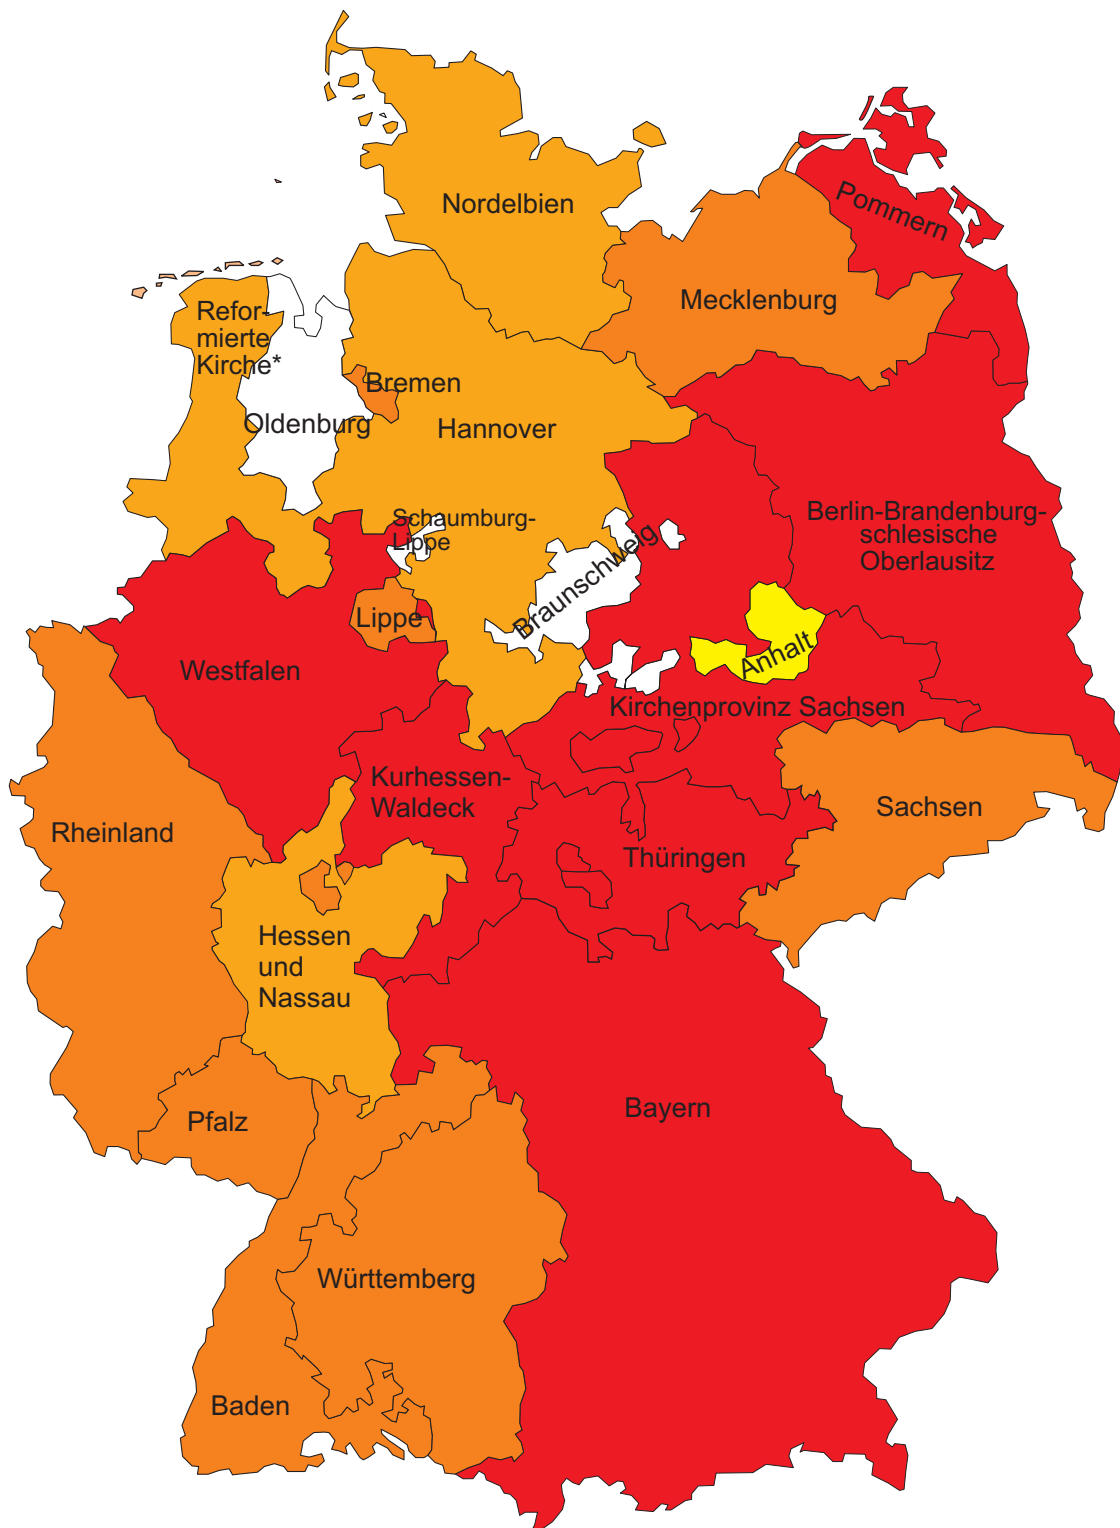 Nordelbien
Pommern
Mecklenburg
Refor-
mierte
Kirche*
Bremen
Oldenburg
Hannover
Schaumburg-
Lippe
Berlin-Brandenburg-
schlesische
Oberlausitz
Braunschweig
Lippe
Anhalt
Westfalen
Kirchenprovinz Sachsen
Kurhessen-
Waldeck
Sachsen
Rheinland
Thüringen
Hessen
und
Nassau
Pfalz
Bayern
Württemberg
Baden